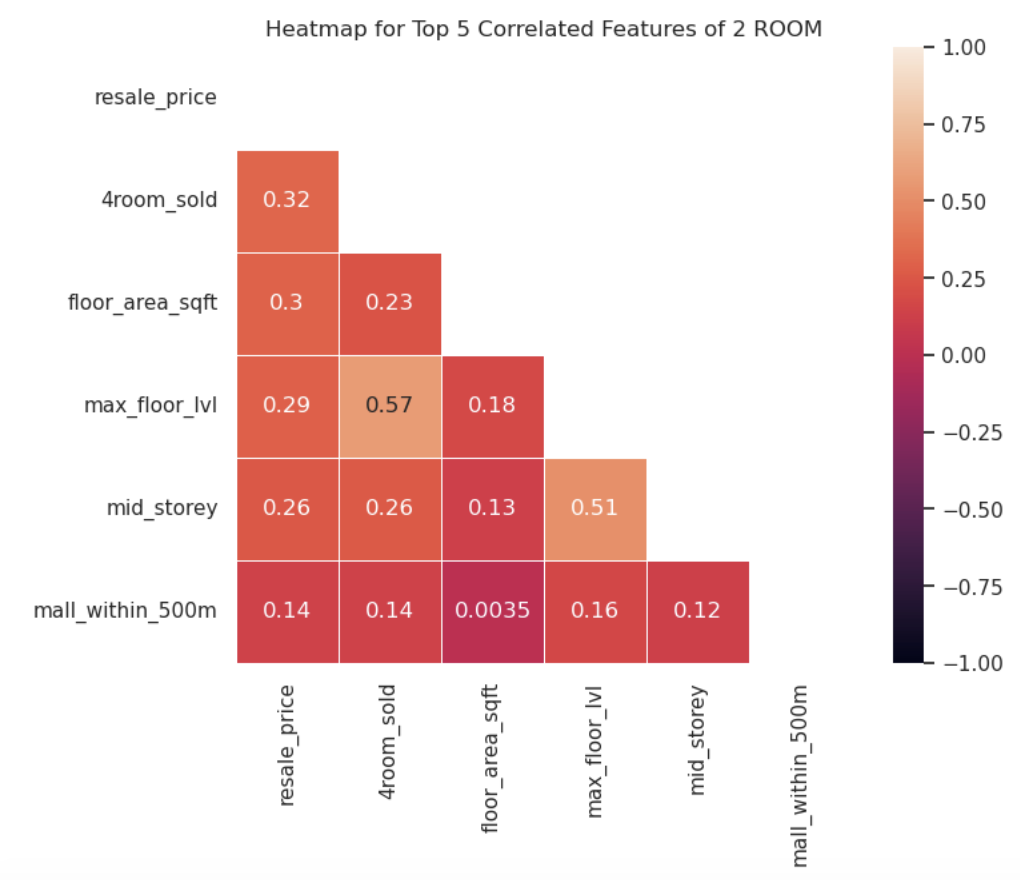 Heatmap for Top 5 Correlated Features of 2 ROOM
resale_price
4room_sold 0.32
floor_area_sqft 0.3 0.23
max_floor_lvl 0.29 0.57 0.18
mid_storey 0.26 0.26 0.13 0.51
mall_within_500m 0.14 0.14 0.0035 0.16 0.12
resale_price
4room_sold
floor_area_sqft
max_floor_lvl
mid_storey
mall_within_500m
1.00
0.75
0.50
0.25
0.00
−0.25
−0.50
−0.75
−1.00